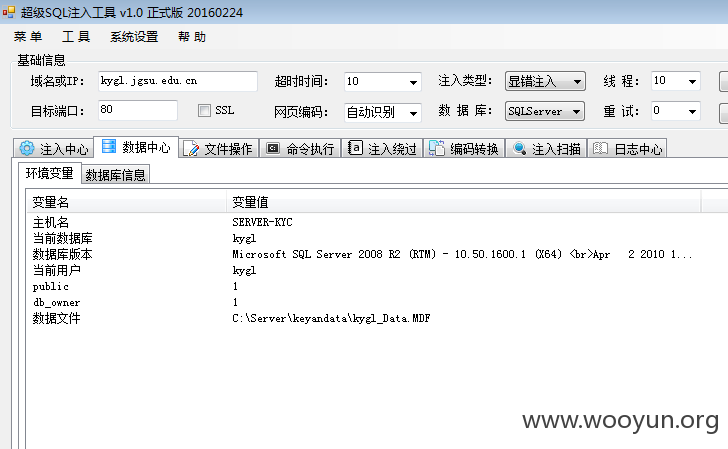 超级SQL注入工具 v1.0 正式版 20160224
菜 单 工 具 系统设置 帮 助
基础信息
域名或IP: kygl.jgsu.edu.cn 超时时间: 10 注入类型: 显错注入 线 程: 10
目标端口: 80 SSL 网页编码: 自动识别 数 据 库: SQLServer 重 试: 0
注入中心 数据中心 文件操作 命令执行 注入绕过 编码转换 注入扫描 日志中心
环境变量 数据库信息
变量名 变量值
主机名 SERVER-KYC
当前数据库 kygl
数据库版本 Microsoft SQL Server 2008 R2 (RTM) - 10.50.1600.1 (X64) <br>Apr 2 2010 1...
当前用户 kygl
public 1
db_owner 1
数据文件 C:\Server\keyandata\kygl_Data.MDF
www.wooyun.org